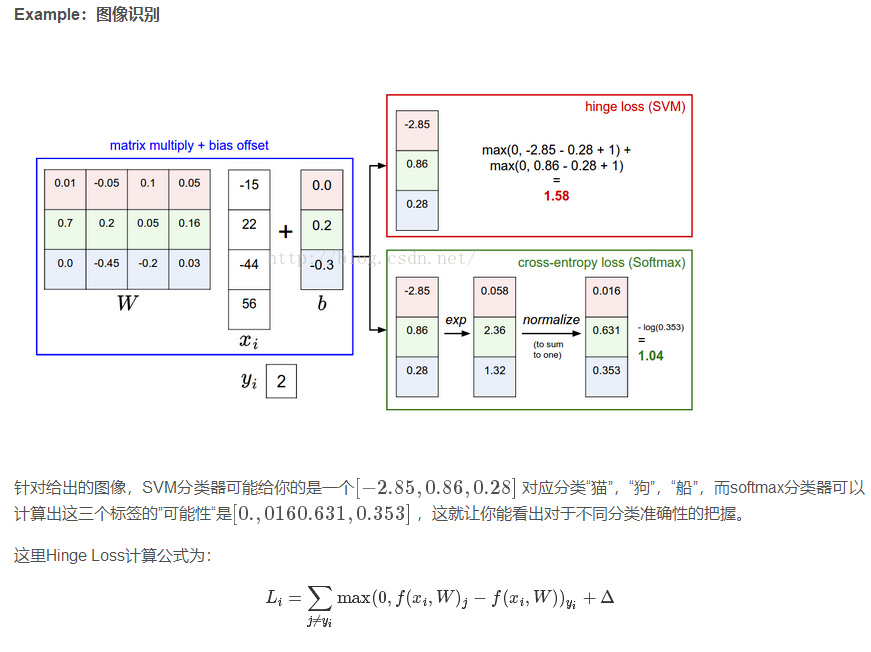 Example：图像识别
hinge loss (SVM)
matrix multiply + bias offset
0.01 -0.05 0.1 0.05
0.7 0.2 0.05 0.16
0.0 -0.45 -0.2 0.03
W
-15
22
-44
56
x_i
+
0.0
0.2
-0.3
b
y_i 2
-2.85
0.86
0.28
max(0, -2.85 - 0.28 + 1) +
max(0, 0.86 - 0.28 + 1)
=
1.58
http://blog.csdn.net/
cross-entropy loss (Softmax)
-2.85
0.86
0.28
exp
0.058
2.36
1.32
normalize
(to sum
to one)
0.016
0.631
0.353
- log(0.353)
=
1.04
针对给出的图像，SVM分类器可能给你的是一个[−2.85,0.86,0.28] 对应分类“猫”，“狗”，“船”，而softmax分类器可以
计算出这三个标签的”可能性“是[0.,0160.631,0.353] ，这就让你能看出对于不同分类准确性的把握。
这里Hinge Loss计算公式为：
L_i = ∑_{j≠y_i} max(0, f(x_i, W)_j − f(x_i, W))_{y_i} + Δ